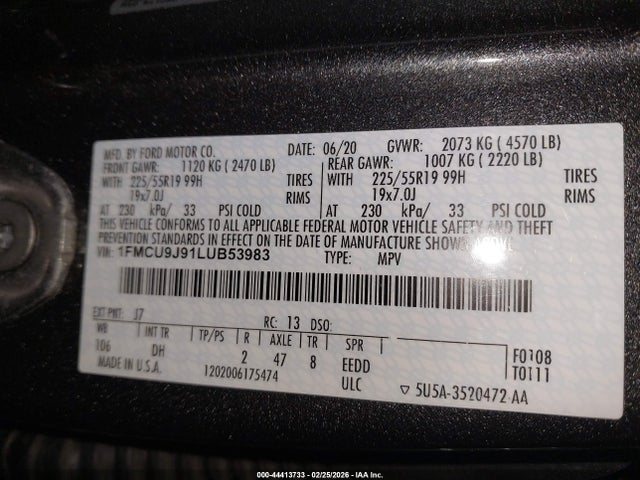 MFD. BY FORD MOTOR CO. DATE: 06/20 GVWR: 2073 KG ( 4570 LB)
FRONT GAWR: 1120 KG ( 2470 LB) REAR GAWR: 1007 KG ( 2220 LB)
WITH 225/55R19 99H TIRES WITH 225/55R19 99H TIRES
19x7.0J RIMS 19x7.0J RIMS
AT 230 kPa/ 33 PSI COLD AT 230 kPa/ 33 PSI COLD
THIS VEHICLE CONFORMS TO ALL APPLICABLE FEDERAL MOTOR VEHICLE SAFETY AND THEFT
PREVENTION STANDARDS IN EFFECT ON THE DATE OF MANUFACTURE SHOWN ABOVE.
VIN: 1FMCU9J91LUB53983 TYPE: MPV
EXT PNT: J7 RC: 13 DSO:
WB INT TR TP/PS R AXLE TR SPR
106 DH 2 47 8 EEDD F0108
MADE IN U.S.A. 1202006175474 ULC T0111
▽ 5U5A-3520472-AA
000-44413733 - 02/25/2026 - IAA Inc.